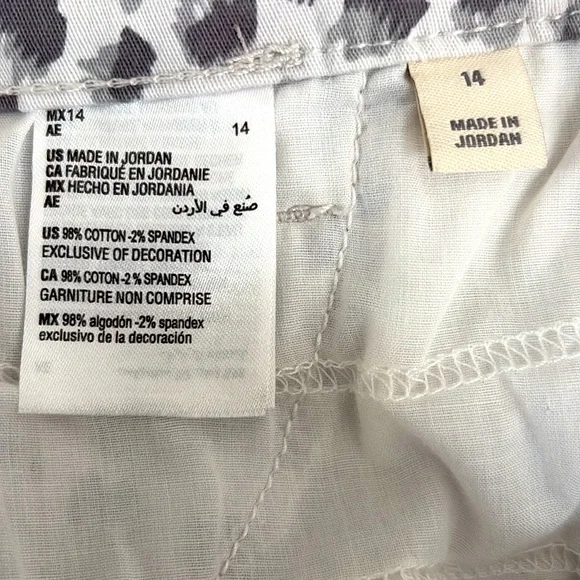 MX14
AE 14
US MADE IN JORDAN
CA FABRIQUÉ EN JORDANIE
MX HECHO EN JORDANIA
AE صُنع في الأردن
US 98% COTTON-2% SPANDEX
EXCLUSIVE OF DECORATION
CA 98% COTON-2% SPANDEX
GARNITURE NON COMPRISE
MX 98% algodón-2% spandex
exclusivo de la decoración
14
MADE IN
JORDAN